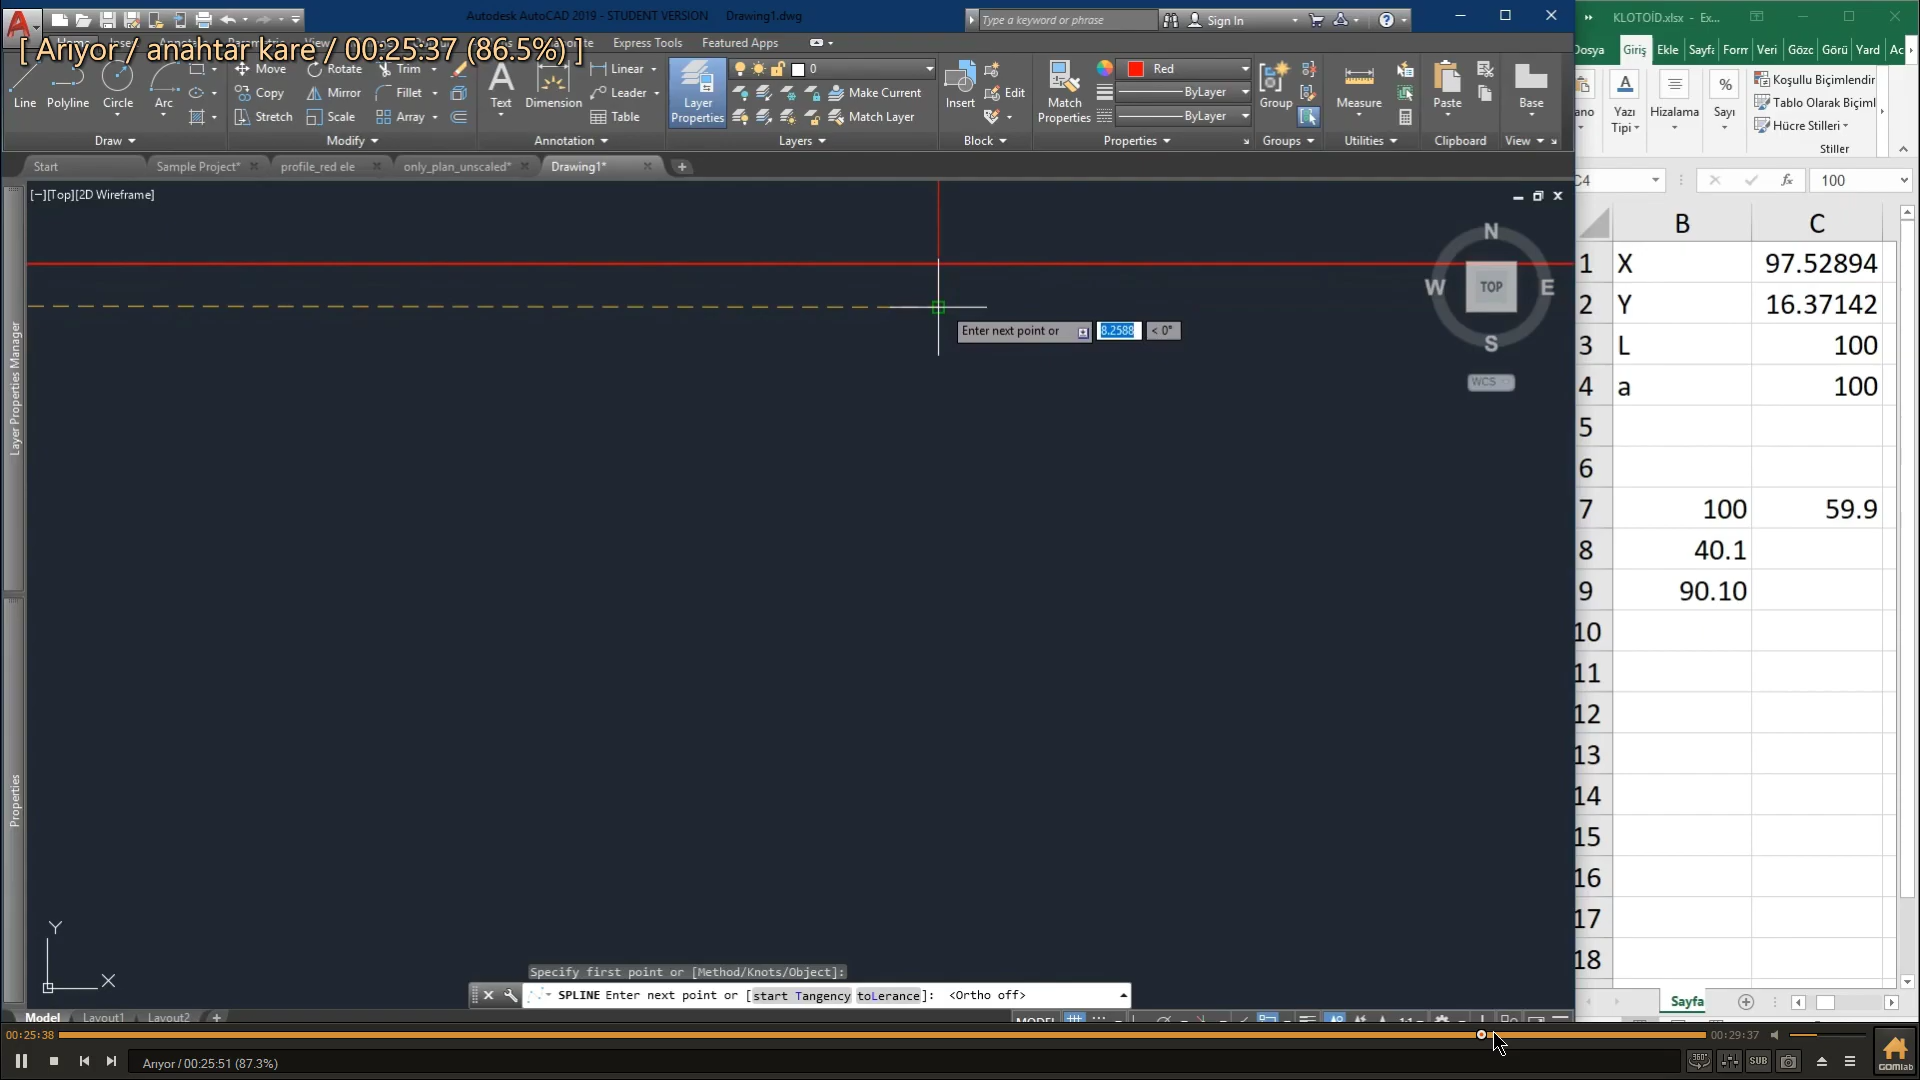 Autodesk AutoCAD 2019 - STUDENT VERSION Drawing1.dwg
Type a keyword or phrase
Sign In
KLOTOİD.xlsx - Ex...
[ Arıyor / anahtar kare / 00:25:37 (86.5%) ]
Express Tools Featured Apps
Dosya Giriş Ekle Sayfa Form Veri Gözc Görü Yard Ac
Move Rotate Trim
Copy Mirror Fillet
Stretch Scale Array
Line Polyline Circle Arc
Text Dimension
Linear
Leader
Table
Layer Properties
0
Make Current
Match Layer
Insert
Edit
Match Properties
Red
ByLayer
ByLayer
Group
Measure
Paste
Base
Draw Modify Annotation Layers Block Properties Groups Utilities Clipboard View
Yazı Tipi
Hizalama
Sayı
%
Koşullu Biçimlendir
Tablo Olarak Biçiml
Hücre Stilleri
Stiller
Start Sample Project* profile_red ele only_plan_unscaled* Drawing1*
C4 fx 100
[−][Top][2D Wireframe]
N
W TOP E
S
WCS
Layer Properties Manager
Properties
Enter next point or 8.2588 < 0°
B C
1 X 97.52894
2 Y 16.37142
3 L 100
4 a 100
5
6
7 100 59.9
8 40.1
9 90.10
10
11
12
13
14
15
16
17
18
Y
X
Specify first point or [Method/Knots/Object]:
SPLINE Enter next point or [start Tangency toLerance]: <Ortho off>
Sayfa
Model Layout1 Layout2 +
MODEL
00:25:38
00:29:37
Arıyor / 00:25:51 (87.3%)
360°
SUB
GOMlab